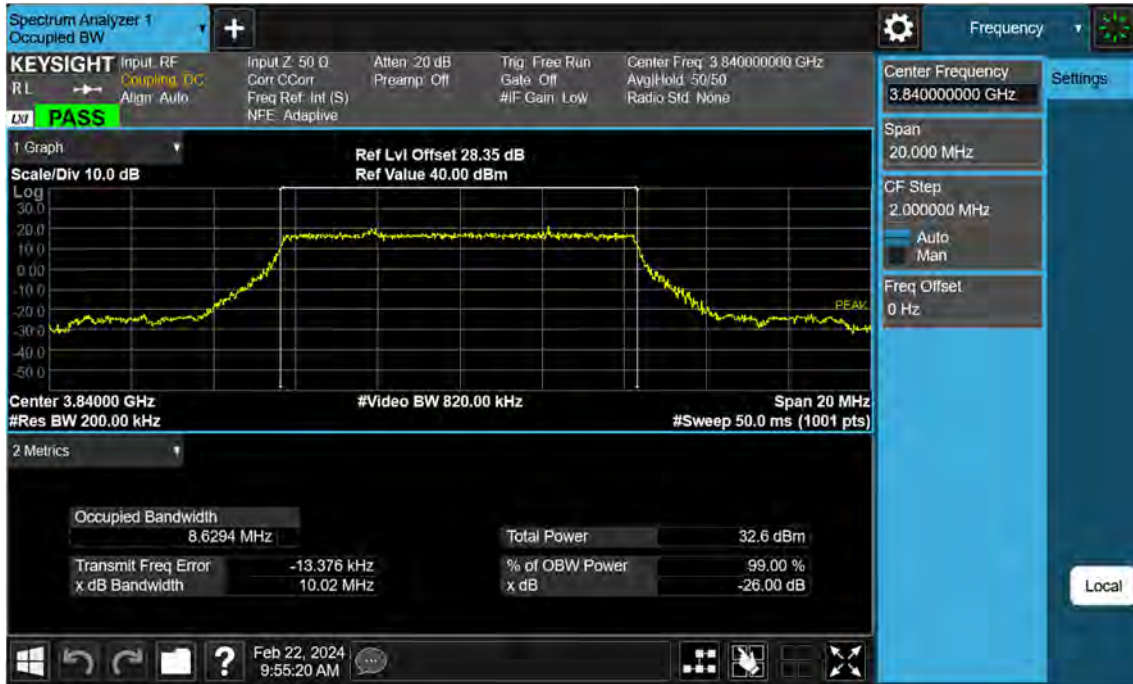 Spectrum Analyzer 1
Occupied BW
+
Frequency
KEYSIGHT
RL
LXI
PASS
Input: RF
Coupling: DC
Align: Auto
Input Z: 50 Ω
Corr CCorr
Freq Ref: Int (S)
NFE: Adaptive
Atten: 20 dB
Preamp: Off
Trig: Free Run
Gate: Off
#IF Gain: Low
Center Freq: 3.840000000 GHz
Avg|Hold: 50/50
Radio Std: None
Center Frequency
3.840000000 GHz
Settings
Span
20.000 MHz
CF Step
2.000000 MHz
Auto
Man
Freq Offset
0 Hz
1 Graph
Scale/Div 10.0 dB
Ref Lvl Offset 28.35 dB
Ref Value 40.00 dBm
Log
30.0
20.0
10.0
0.00
-10.0
-20.0
-30.0
-40.0
-50.0
PEAK
Center 3.84000 GHz
#Video BW 820.00 kHz
Span 20 MHz
#Res BW 200.00 kHz
#Sweep 50.0 ms (1001 pts)
2 Metrics
Occupied Bandwidth
8.6294 MHz
Total Power 32.6 dBm
Transmit Freq Error -13.376 kHz
% of OBW Power 99.00 %
x dB Bandwidth 10.02 MHz
x dB -26.00 dB
Local
?
Feb 22, 2024
9:55:20 AM